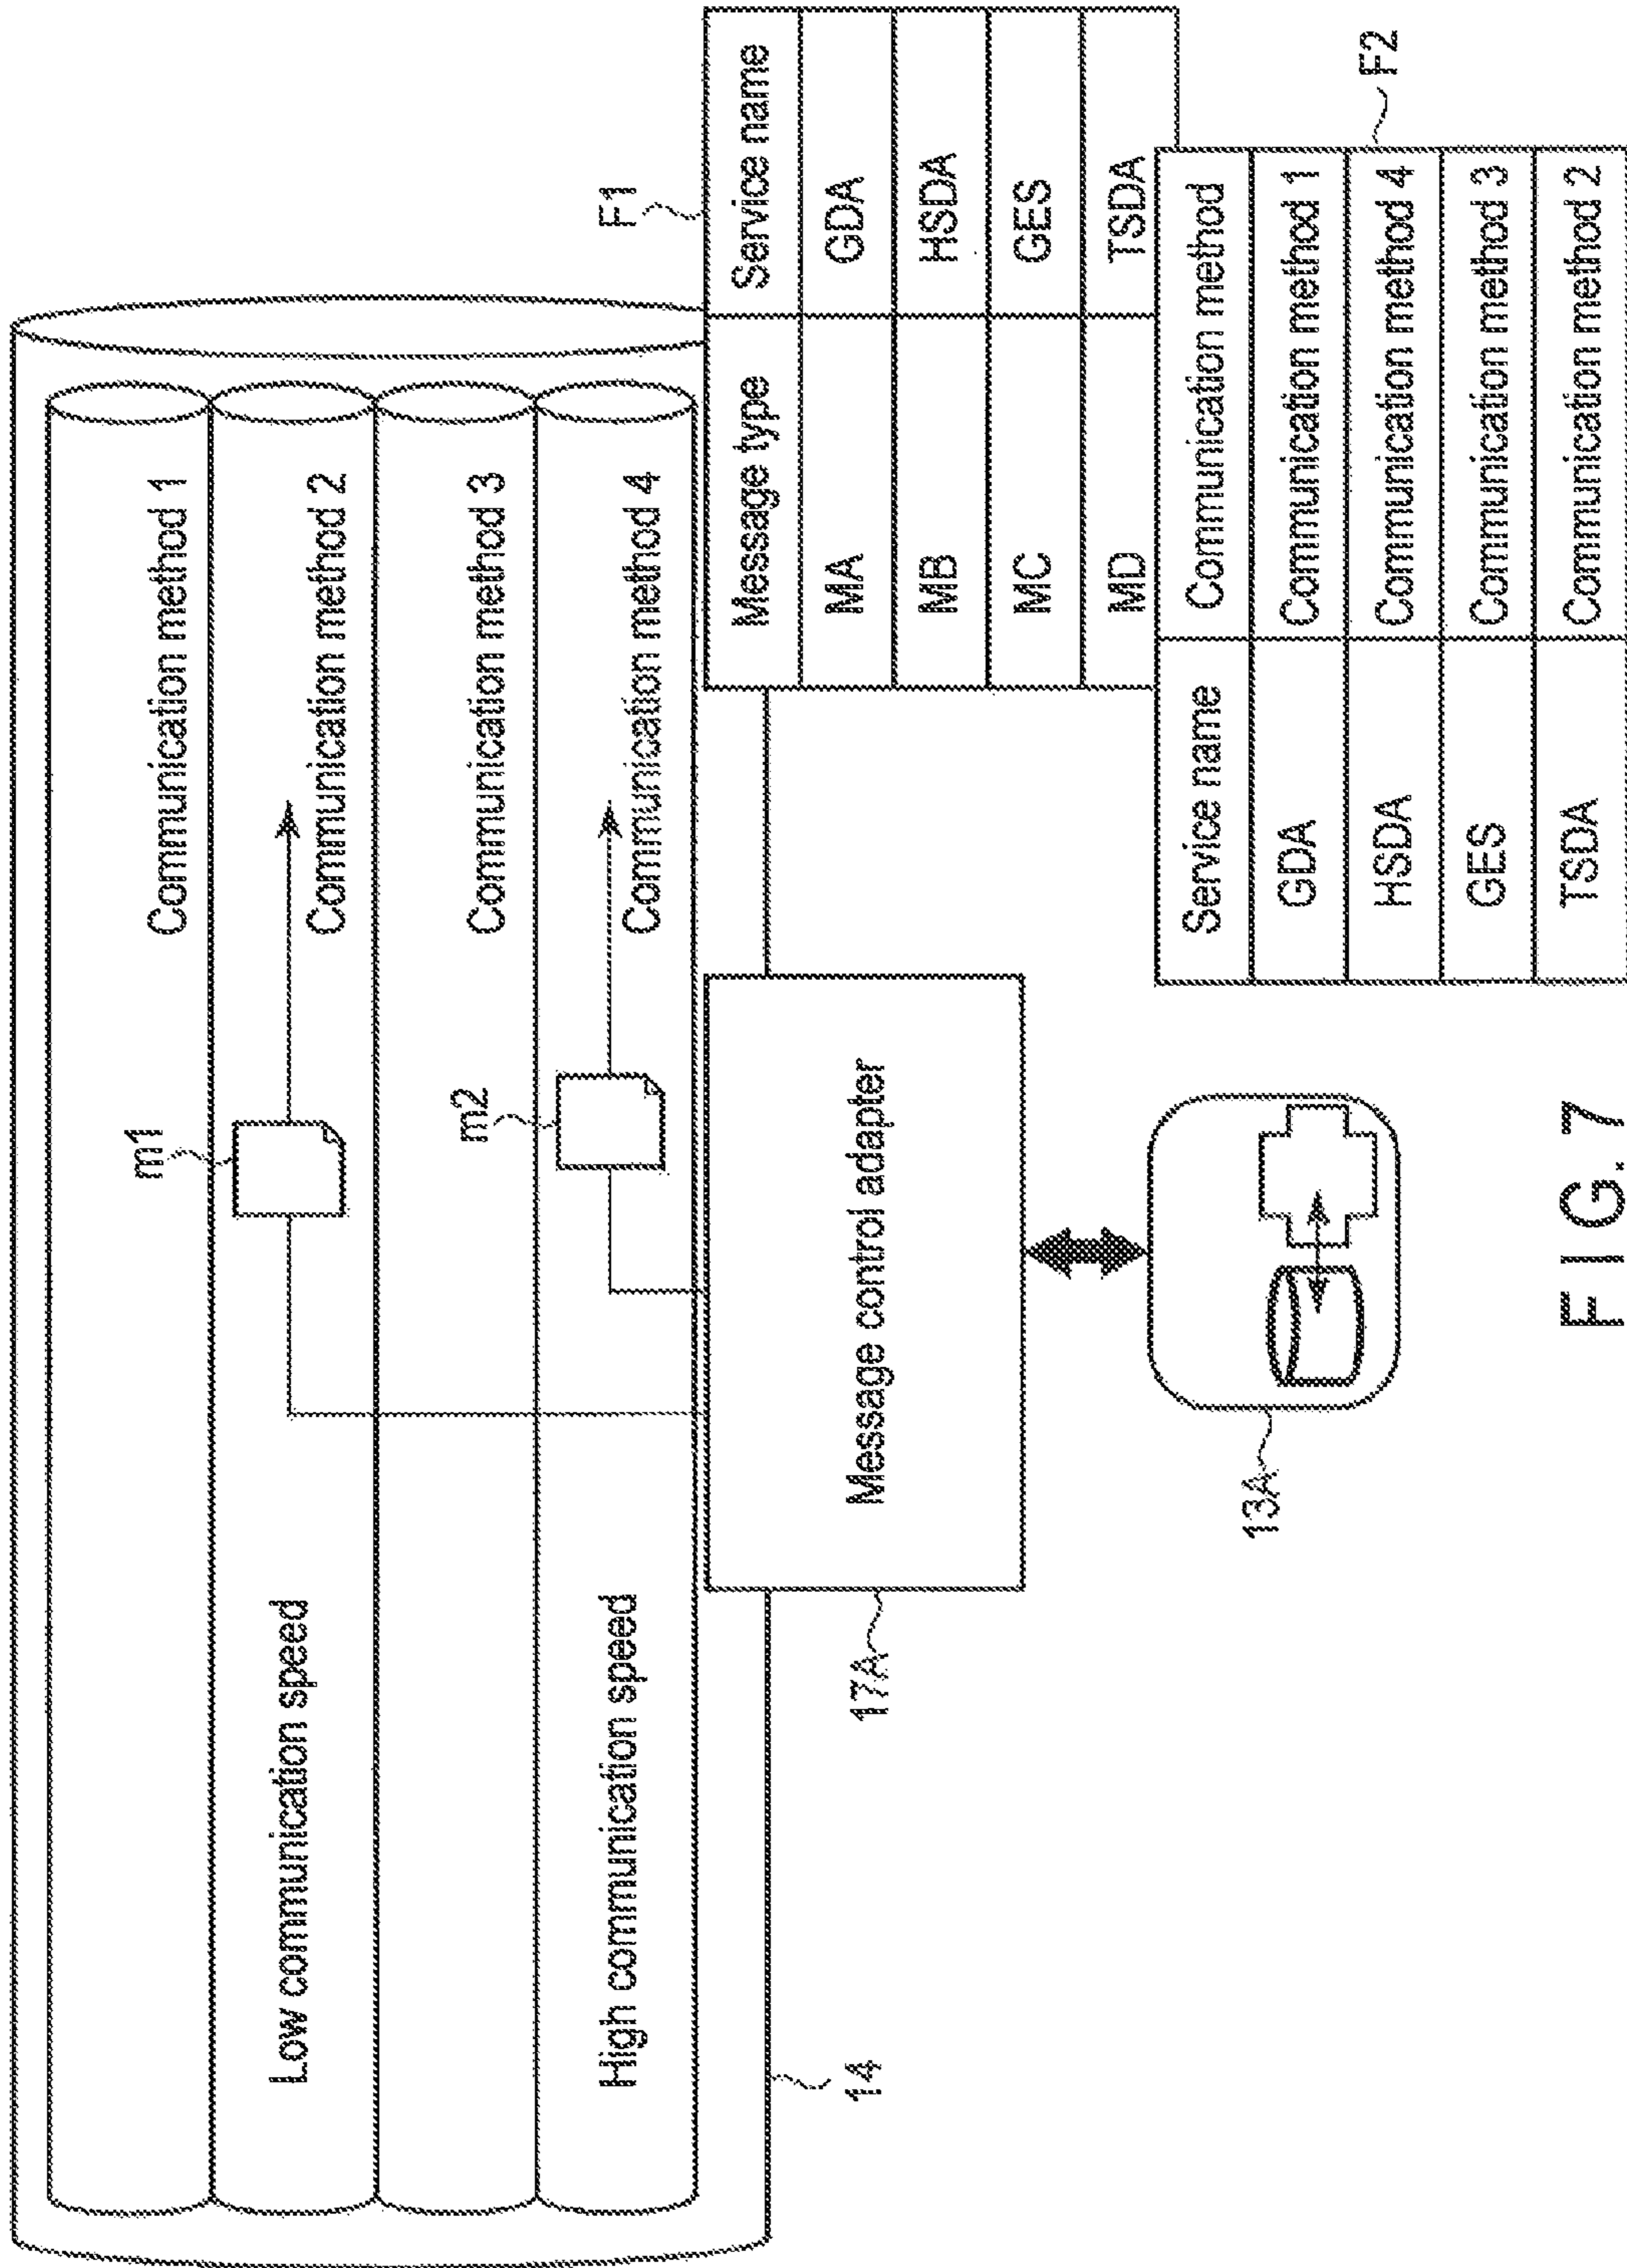 Communication method 1
m1
Low communication speed
Communication method 2
m2
Communication method 3
High communication speed
Communication method 4
14
17A
Message control adapter
13A
F1
Message type Service name
MA GDA
MB HSDA
MC GES
MD TSDA
F2
Service name Communication method
GDA Communication method 1
HSDA Communication method 4
GES Communication method 3
TSDA Communication method 2
FIG. 7